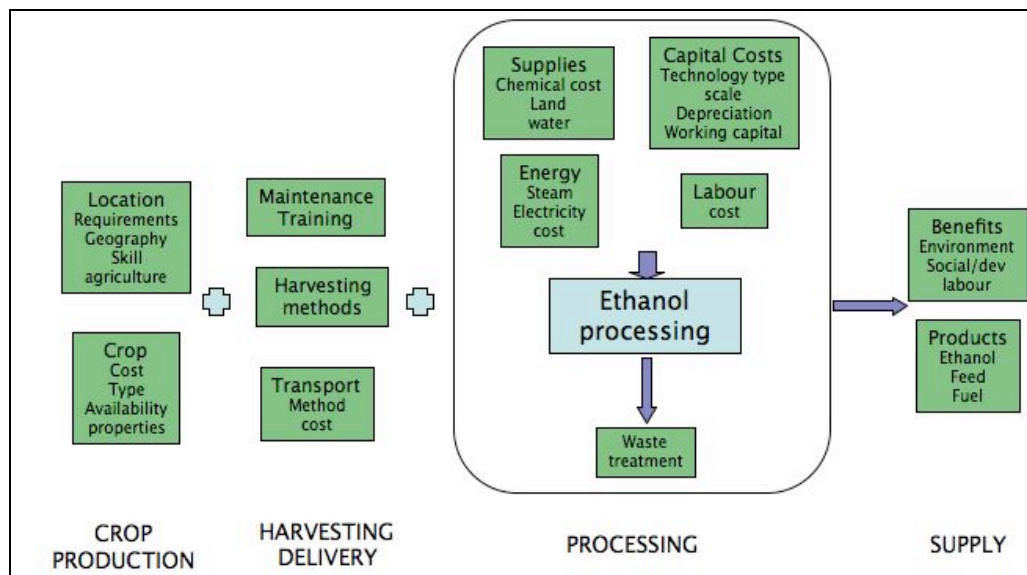 Location
Requirements
Geography
Skill
agriculture
Crop
Cost
Type
Availability
properties
CROP
PRODUCTION
Maintenance
Training
Harvesting
methods
Transport
Method
cost
HARVESTING
DELIVERY
Supplies
Chemical cost
Land
water
Capital Costs
Technology type
scale
Depreciation
Working capital
Energy
Steam
Electricity
cost
Labour
cost
Ethanol
processing
Waste
treatment
PROCESSING
Benefits
Environment
Social/dev
labour
Products
Ethanol
Feed
Fuel
SUPPLY